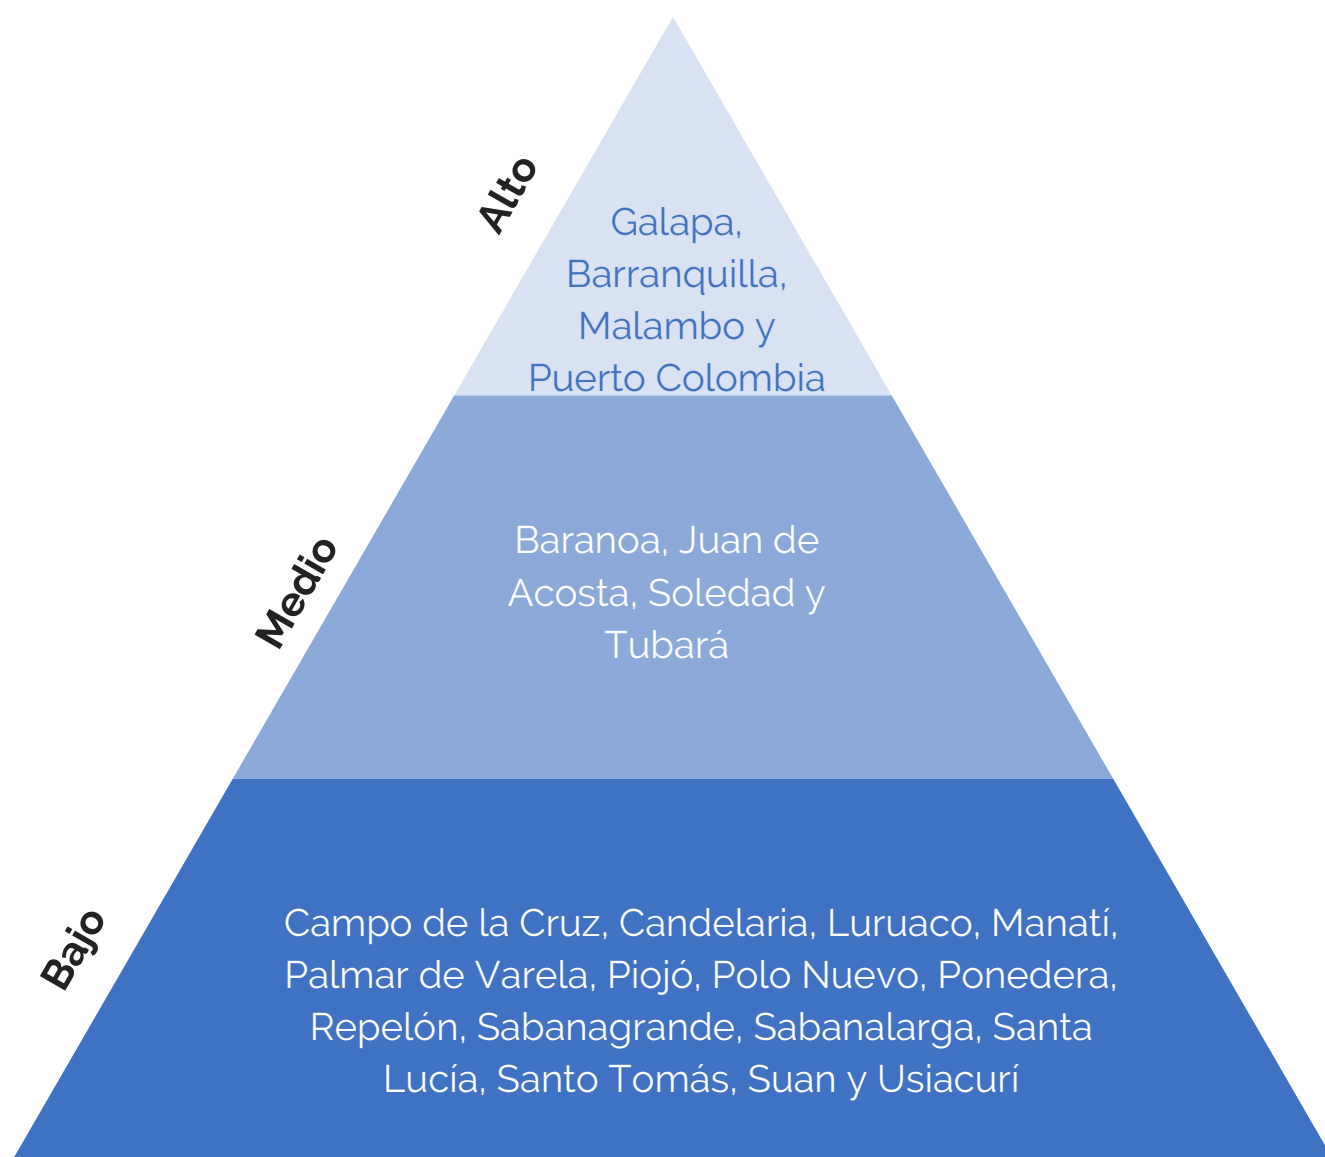 Alto
Galapa,
Barranquilla,
Malambo y
Puerto Colombia
Medio
Baranoa, Juan de
Acosta, Soledad y
Tubará
Bajo
Campo de la Cruz, Candelaria, Luruaco, Manatí,
Palmar de Varela, Piojó, Polo Nuevo, Ponedera,
Repelón, Sabanagrande, Sabanalarga, Santa
Lucía, Santo Tomás, Suan y Usiacurí